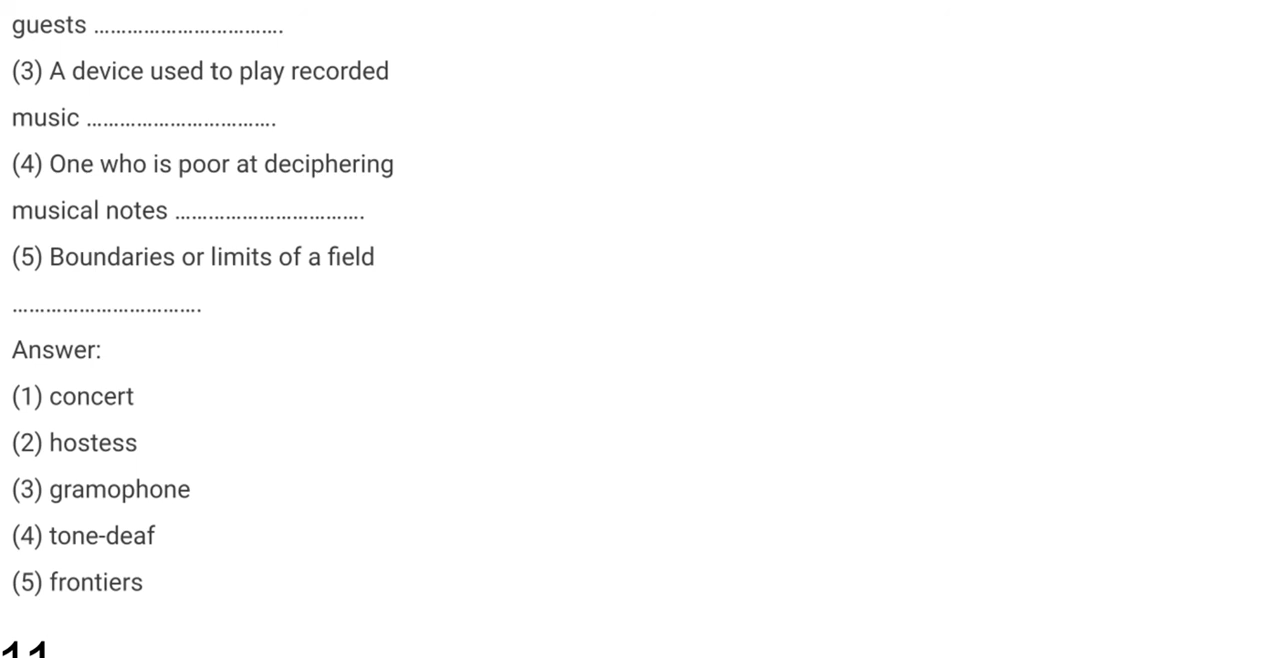 guests ……………………………….
(3) A device used to play recorded
music ……………………………….
(4) One who is poor at deciphering
musical notes ……………………………….
(5) Boundaries or limits of a field
……………………………….
Answer:
(1) concert
(2) hostess
(3) gramophone
(4) tone-deaf
(5) frontiers
11